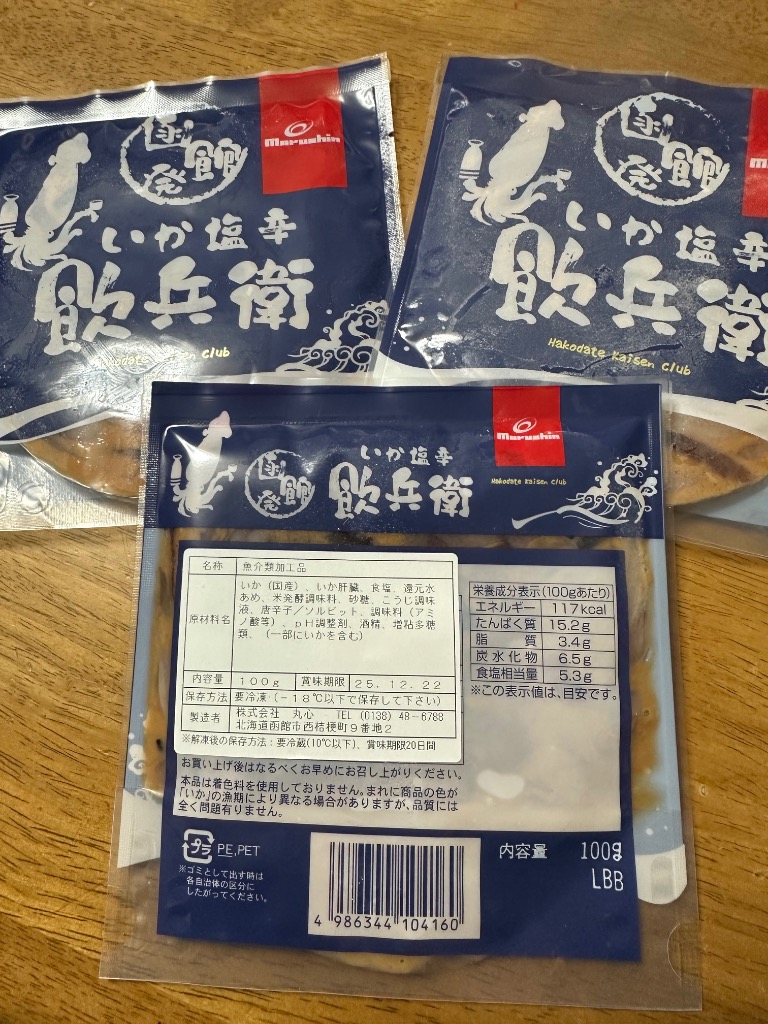 函館発
Marushin
いか塩辛
飲兵衛
Hakodate Kaisen Club
函館発
いか塩辛
飲兵衛
Hakodate Kaisen Club
函館発
いか塩辛
飲兵衛
Marushin
Hakodate Kaisen Club
名称 魚介類加工品
原材料名
いか（国産）、いか肝臓、食塩、還元水
あめ、米発酵調味料、砂糖、こうじ調味
液、唐辛子／ソルビット、調味料（アミ
ノ酸等）、pH調整剤、酒精、増粘多糖
類、（一部にいかを含む）
内容量 100g 賞味期限 25.12.22
保存方法 要冷凍（-18℃以下で保存して下さい）
製造者 株式会社 丸心 TEL (0138) 48-6788
北海道函館市西桔梗町9番地2
※解凍後の保存方法：要冷蔵(10℃以下)、賞味期限20日間
栄養成分表示(100gあたり)
エネルギー 117kcal
たんぱく質 15.2g
脂質 3.4g
炭水化物 6.5g
食塩相当量 5.3g
※この表示値は、目安です。
お買い上げ後はなるべくお早めにお召し上がりください。
本品は着色料を使用しておりません。まれに商品の色が
「いか」の漁期により異なる場合がありますが、品質には
全く問題有りません。
プラ PE,PET
※ゴミとして出す時は
各自治体の区分に
したがってください。
4 986344 104160
内容量 100g
LBB